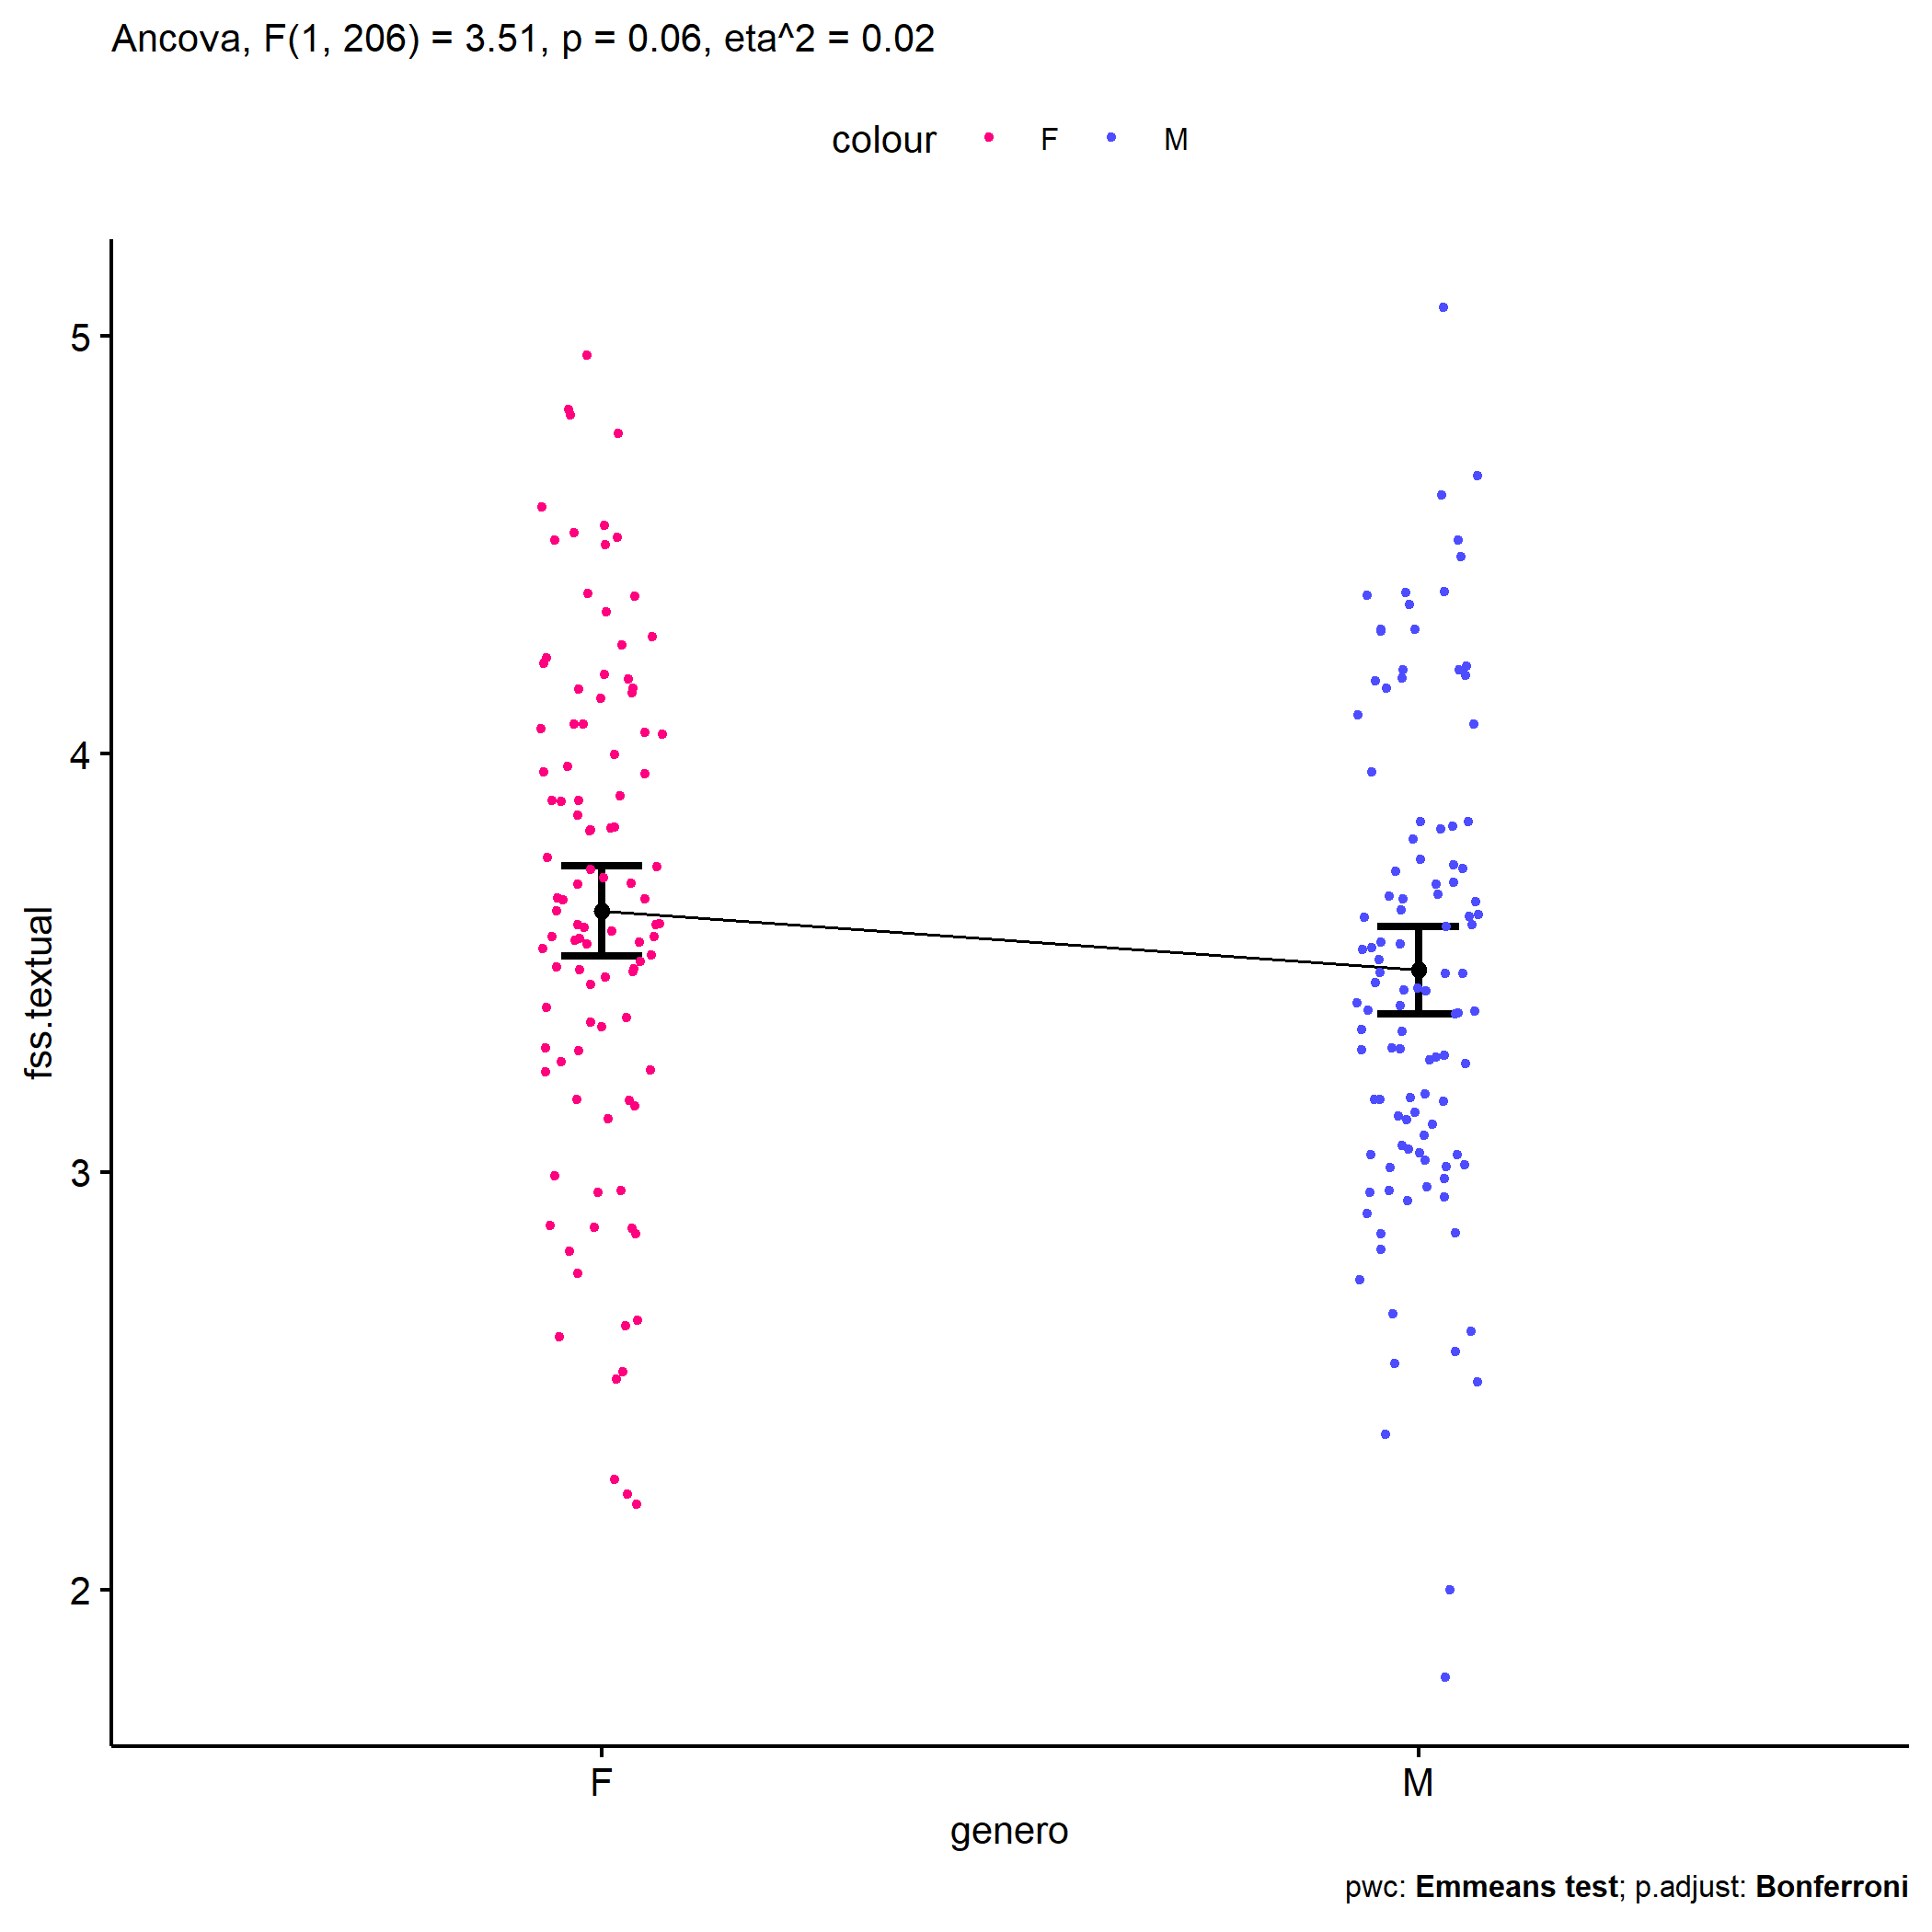 Ancova, F(1, 206) = 3.51, p = 0.06, eta^2 = 0.02
colour F M
5
4
3
2
fss.textual
F M
genero
pwc: Emmeans test; p.adjust: Bonferroni